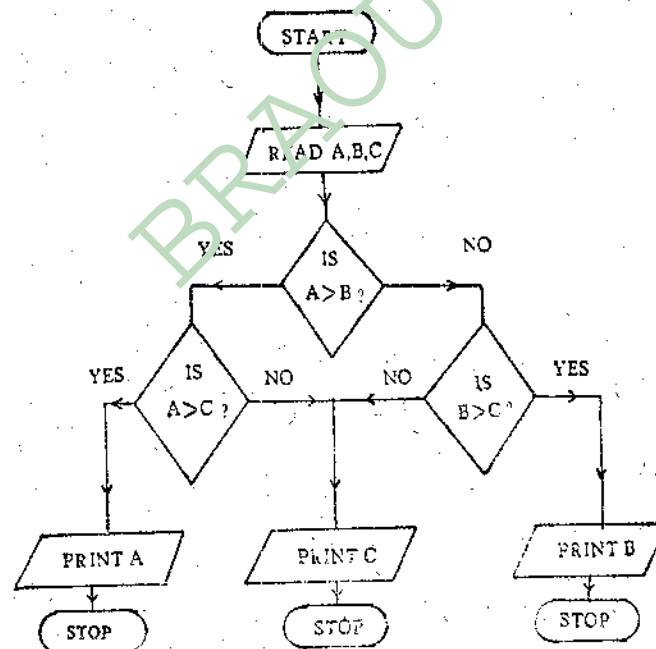 START
BRAOU
READ A,B,C
YES
IS
A>B ?
NO
YES
IS
A>C ?
NO
NO
IS
B>C ?
YES
PRINT A
PRINT C
PRINT B
STOP
STOP
STOP